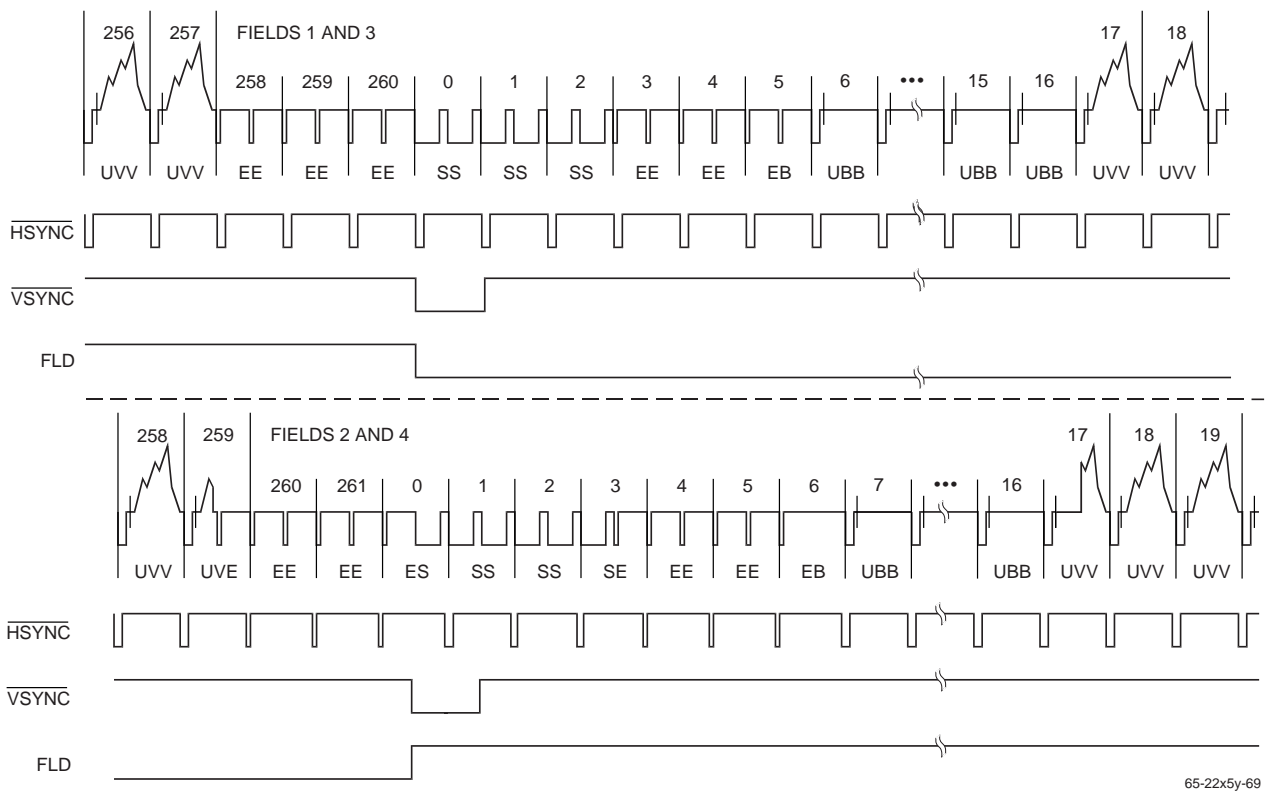 256 257 FIELDS 1 AND 3 17 18
258 259 260 0 1 2 3 4 5 6 ••• 15 16
UVV UVV EE EE EE SS SS SS EE EE EB UBB UBB UBB UVV UVV
HSYNC
VSYNC
FLD
258 259 FIELDS 2 AND 4 17 18 19
260 261 0 1 2 3 4 5 6 7 ••• 16
UVV UVE EE EE ES SS SS SE EE EE EB UBB UBB UVV UVV UVV
HSYNC
VSYNC
FLD
65-22x5y-69